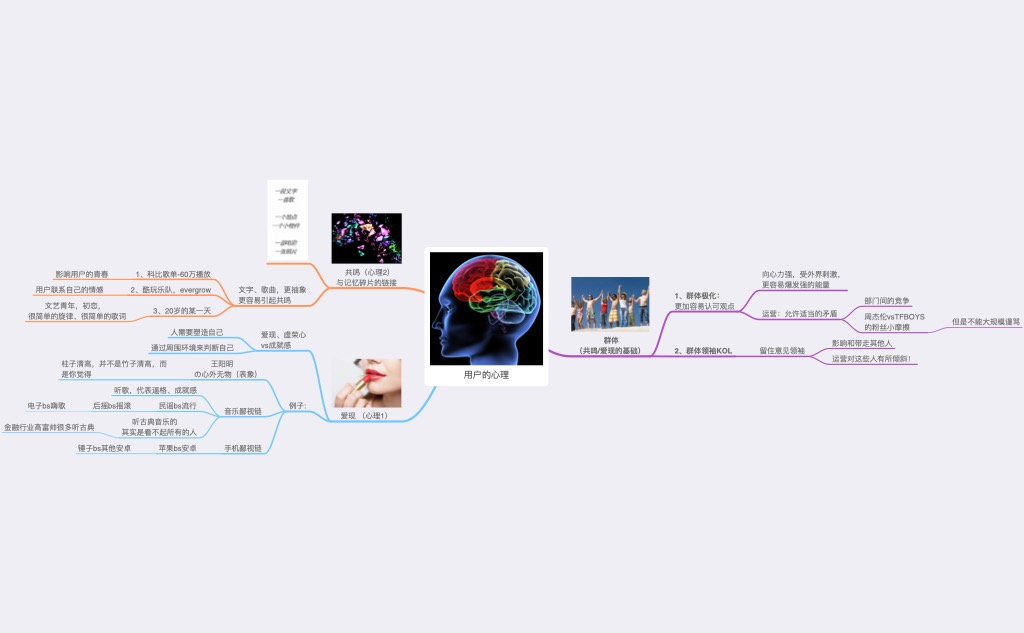 用户的心理
共鸣（心理2）
与记忆碎片的链接
一段文字
一首歌
一个地点
一个小物件
一部电影
一张照片
文字、歌曲，更抽象
更容易引起共鸣
1、科比歌单-60万播放
影响用户的青春
2、酷玩乐队，evergrow
用户联系自己的情感
3、20岁的某一天
文艺青年，初恋，
很简单的旋律、很简单的歌词
爱现 （心理1）
爱现、虚荣心
vs成就感
人需要塑造自己
通过周围环境来判断自己
例子:
王阳明
の心外无物（表象）
柱子清高，并不是竹子清高，而
是你觉得
音乐鄙视链
听歌，代表逼格、成就感
民谣bs流行
后摇bs摇滚
电子bs嗨歌
听古典音乐的
其实是看不起所有的人
金融行业高富帅很多听古典
手机鄙视链
苹果bs安卓
锤子bs其他安卓
群体
（共鸣/爱现的基础）
1、群体极化：
更加容易认可观点
向心力强，受外界刺激，
更容易爆发强的能量
运营：允许适当的矛盾
部门间的竞争
周杰伦vsTFBOYS
的粉丝小摩擦
但是不能大规模谩骂
2、群体领袖KOL
留住意见领袖
影响和带走其他人
运营对这些人有所倾斜！